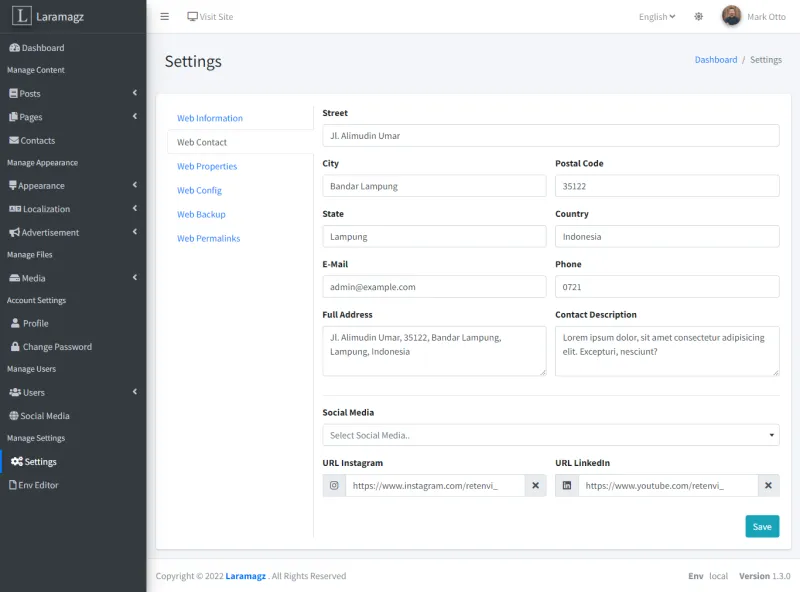 L Laramagz
Visit Site
English
Mark Otto
Dashboard
Manage Content
Posts
Pages
Contacts
Manage Appearance
Appearance
Localization
Advertisement
Manage Files
Media
Account Settings
Profile
Change Password
Manage Users
Users
Social Media
Manage Settings
Settings
Env Editor
Settings
Dashboard / Settings
Web Information
Web Contact
Web Properties
Web Config
Web Backup
Web Permalinks
Street
Jl. Alimudin Umar
City
Postal Code
Bandar Lampung
35122
State
Country
Lampung
Indonesia
E-Mail
Phone
admin@example.com
0721
Full Address
Contact Description
Jl. Alimudin Umar, 35122, Bandar Lampung,
Lampung, Indonesia
Lorem ipsum dolor, sit amet consectetur adipisicing
elit. Excepturi, nesciunt?
Social Media
Select Social Media..
URL Instagram
URL LinkedIn
https://www.instagram.com/retenvi_
https://www.youtube.com/retenvi_
Save
Copyright © 2022 Laramagz . All Rights Reserved
Env local Version 1.3.0